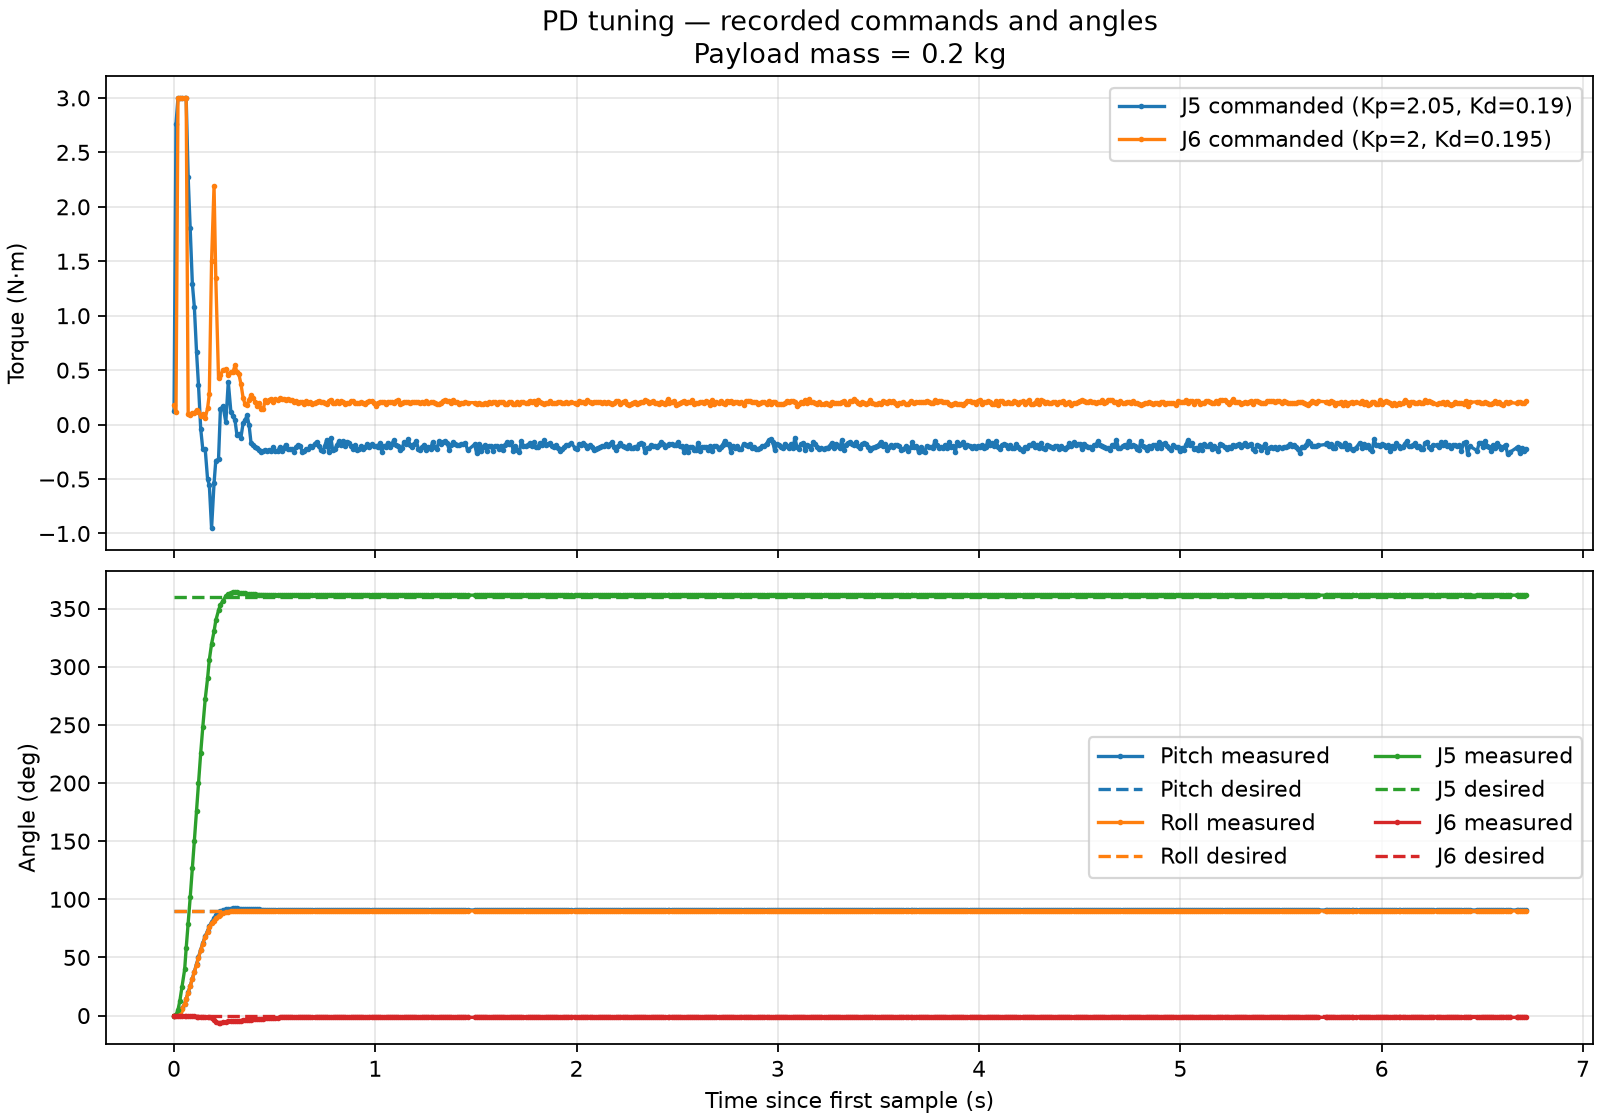 PD tuning — recorded commands and angles
Payload mass = 0.2 kg
J5 commanded (Kp=2.05, Kd=0.19)
J6 commanded (Kp=2, Kd=0.195)
Torque (N·m)
3.0
2.5
2.0
1.5
1.0
0.5
0.0
−0.5
−1.0
Angle (deg)
350
300
250
200
150
100
50
0
Pitch measured
Pitch desired
Roll measured
Roll desired
J5 measured
J5 desired
J6 measured
J6 desired
0 1 2 3 4 5 6 7
Time since first sample (s)